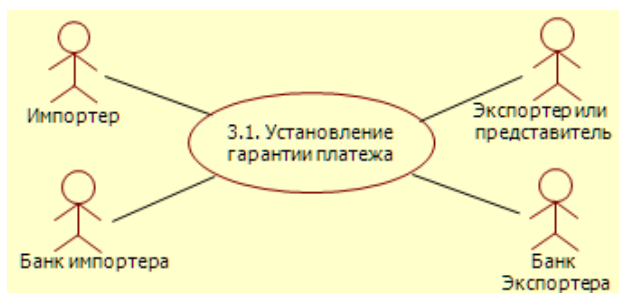 Импортер
Экспортер или
представитель
3.1. Установление
гарантии платежа
Банк импортера
Банк
Экспортера